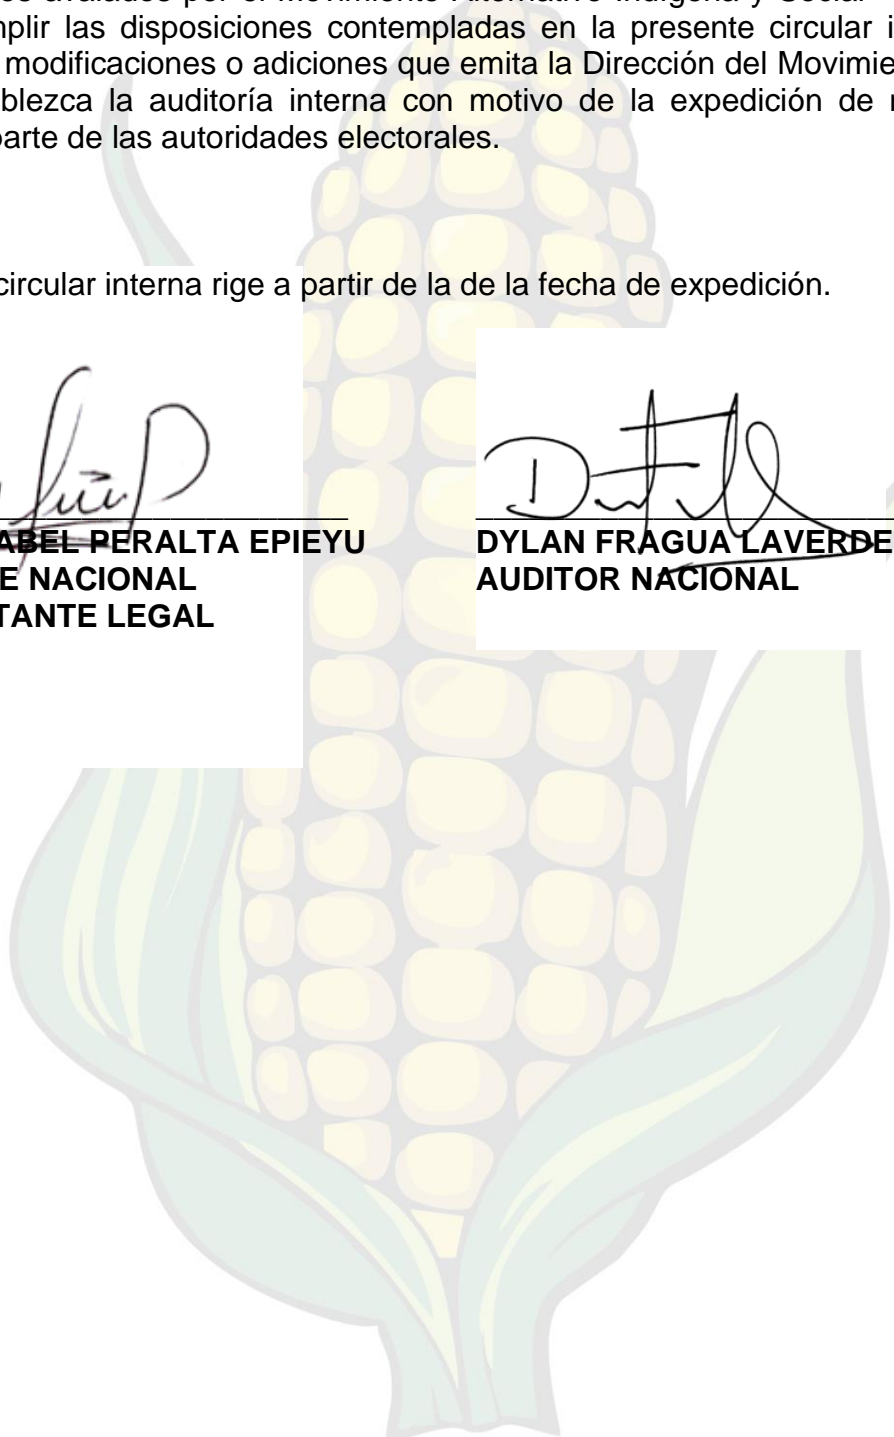 os avalados por el Movimiento Alternativo Indígena y Social
mplir las disposiciones contempladas en la presente circular i
modificaciones o adiciones que emita la Dirección del Movimie
blezca la auditoría interna con motivo de la expedición de
parte de las autoridades electorales.
circular interna rige a partir de la de la fecha de expedición.
ABEL PERALTA EPIEYU
E NACIONAL
TANTE LEGAL
DYLAN FRAGUA LAVERDE
AUDITOR NACIONAL